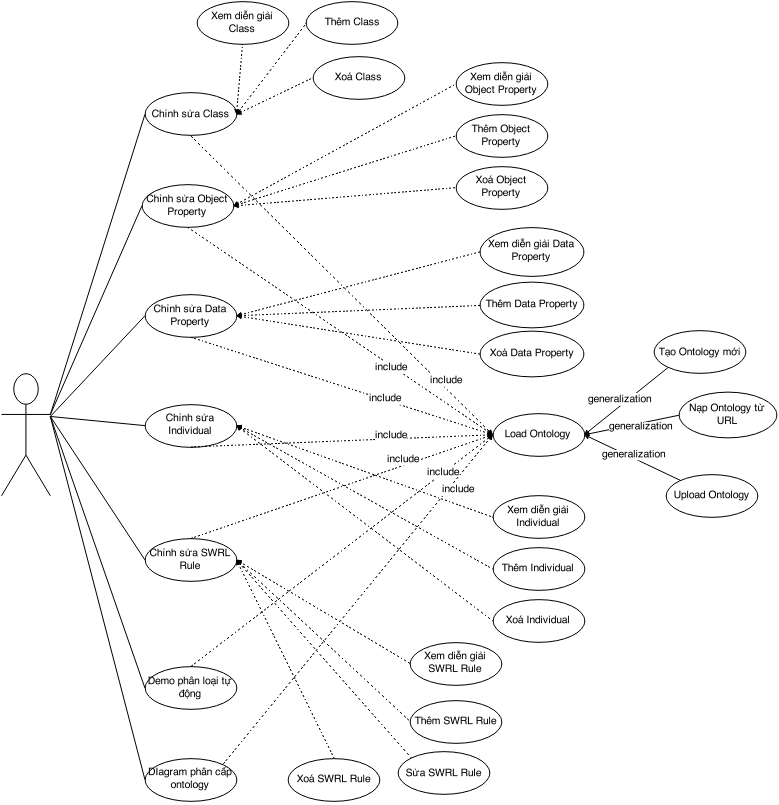 Xem diễn giải
Class
Thêm Class
Xoá Class
Chỉnh sửa Class
Xem diễn giải
Object Property
Thêm Object
Property
Xoá Object
Property
Chỉnh sửa Object
Property
Xem diễn giải Data
Property
Thêm Data Property
Xoá Data Property
Chỉnh sửa Data
Property
include
include
include
include
include
include
include
Tạo Ontology mới
generalization
Nạp Ontology từ
URL
generalization
generalization
Upload Ontology
Load Ontology
Chỉnh sửa
Individual
Xem diễn giải
Individual
Thêm Individual
Xoá Individual
Chỉnh sửa SWRL
Rule
Xem diễn giải
SWRL Rule
Thêm SWRL Rule
Sửa SWRL Rule
Xoá SWRL Rule
Demo phân loại tự
động
Diagram phân cấp
ontology